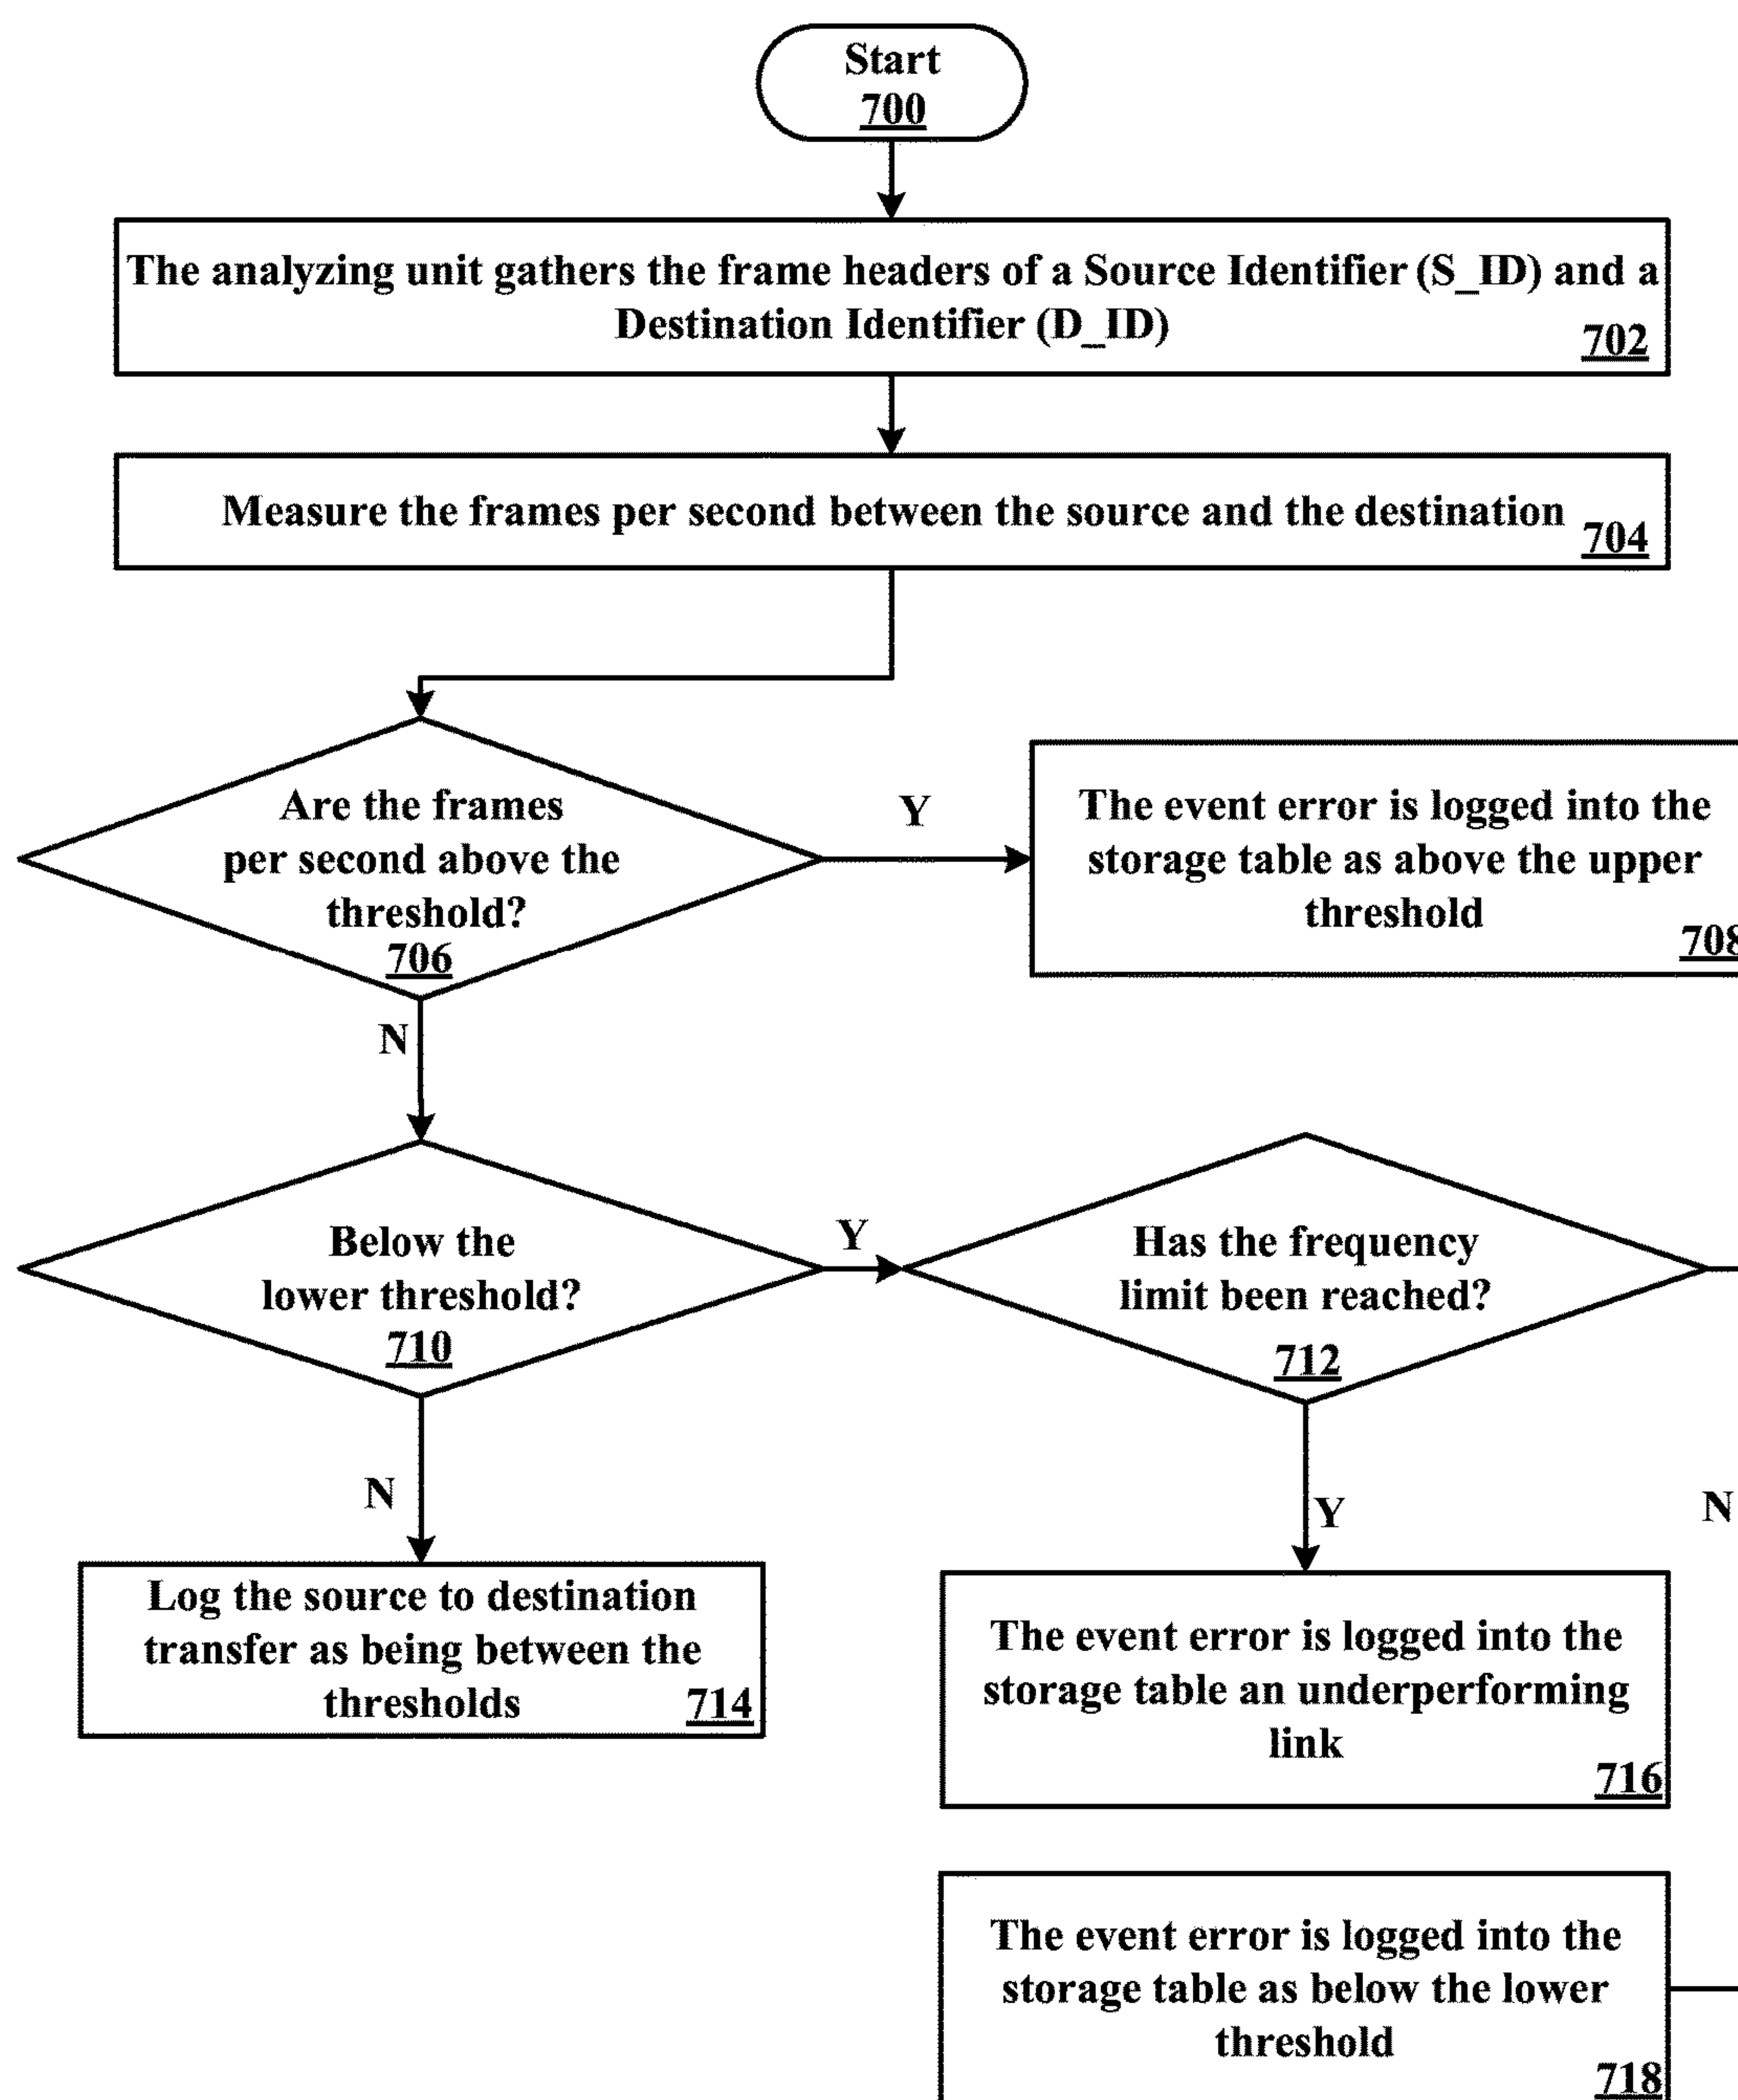 Start
700
The analyzing unit gathers the frame headers of a Source Identifier (S_ID) and a
Destination Identifier (D_ID)
702
Measure the frames per second between the source and the destination
704
Are the frames
per second above the
threshold?
706
Y
The event error is logged into the
storage table as above the upper
threshold
708
N
Below the
lower threshold?
710
Y
Has the frequency
limit been reached?
712
N
Y
N
Log the source to destination
transfer as being between the
thresholds
714
The event error is logged into the
storage table an underperforming
link
716
The event error is logged into the
storage table as below the lower
threshold
718